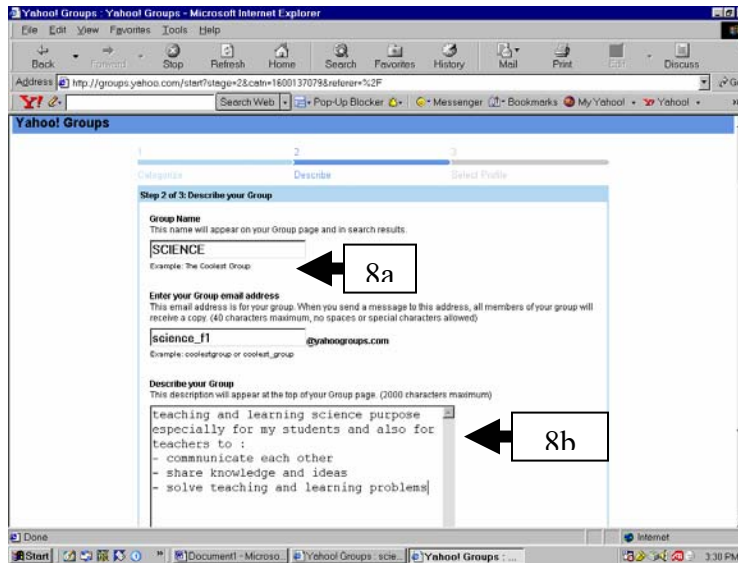 Yahoo! Groups : Yahoo! Groups - Microsoft Internet Explorer
File Edit View Favorites Tools Help
Back Forward Stop Refresh Home Search Favorites History Mail Print Edit Discuss
Address http://groups.yahoo.com/start?stage=2&catn=1600137079&referer=%2F
Y! Search Web Pop-Up Blocker Messenger Bookmarks My Yahoo! Yahoo!
Yahoo! Groups
1 2 3
Categorize Describe Select Profile
Step 2 of 3: Describe your Group
Group Name
This name will appear on your Group page and in search results.
SCIENCE
Example: The Coolest Group
8a
Enter your Group email address
This email address is for your group. When you send a message to this address, all members of your group will
receive a copy. (40 characters maximum, no spaces or special characters allowed)
science_f1 @yahoogroups.com
Example: coolestgroup or coolest_group
Describe your Group
This description will appear at the top of your Group page. (2000 characters maximum)
teaching and learning science purpose
especially for my students and also for
teachers to :
- commnunicate each other
- share knowledge and ideas
- solve teaching and learning problems
8b
Done Internet
Start Document1 - Microso... Yahoo! Groups : scie... Yahoo! Groups : ... 3:30 PM